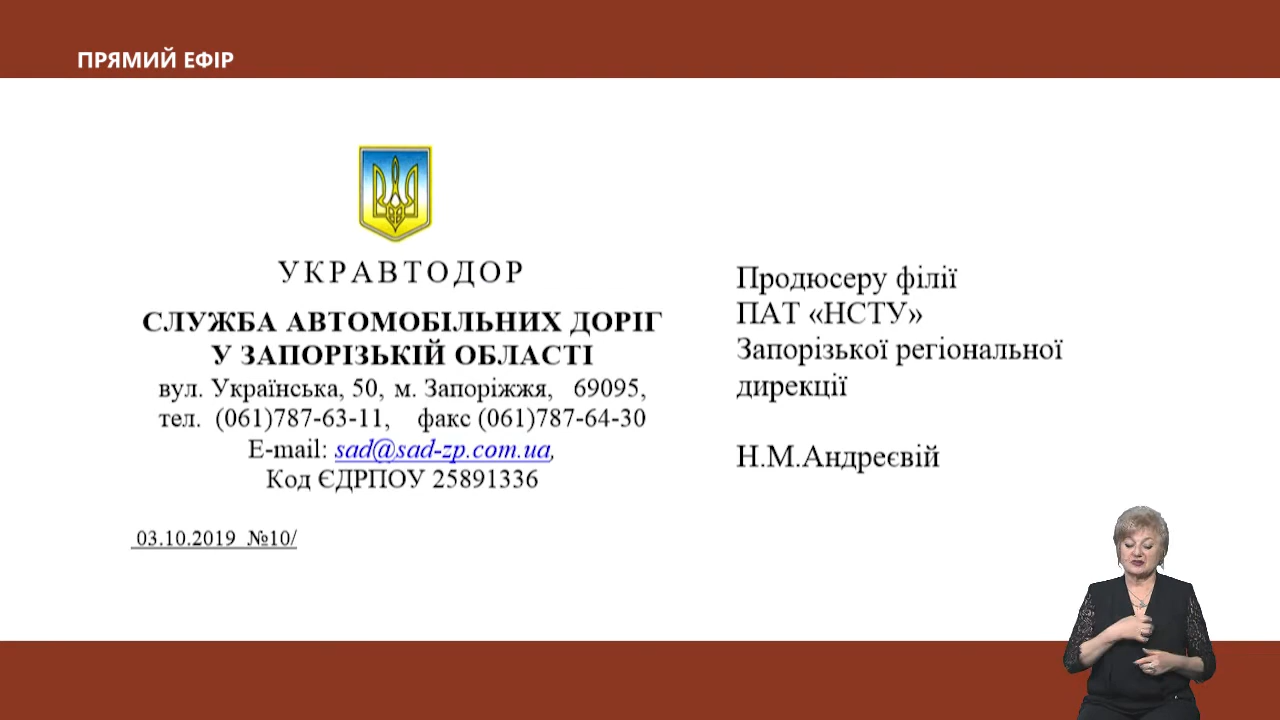 ПРЯМИЙ ЕФІР
УКРАВТОДОР
СЛУЖБА АВТОМОБІЛЬНИХ ДОРІГ
У ЗАПОРІЗЬКІЙ ОБЛАСТІ
вул. Українська, 50, м. Запоріжжя, 69095,
тел. (061)787-63-11, факс (061)787-64-30
E-mail: sad@sad-zp.com.ua,
Код ЄДРПОУ 25891336
03.10.2019 №10/
Продюсеру філії
ПАТ «НСТУ»
Запорізької регіональної
дирекції
Н.М.Андреєвій